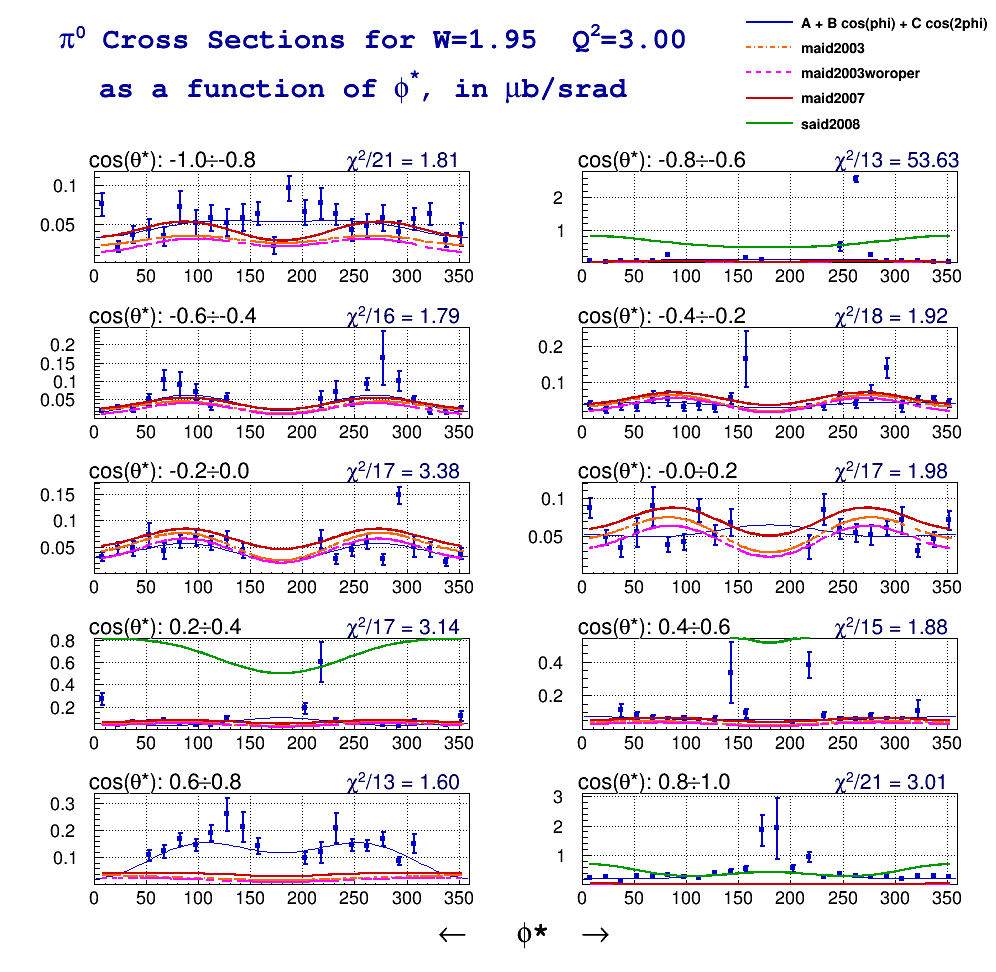 π⁰ Cross Sections for W=1.95 Q²=3.00
as a function of ϕ*, in μb/srad
A + B cos(phi) + C cos(2phi)
maid2003
maid2003woroper
maid2007
said2008
cos(θ*): -1.0÷-0.8 χ²/21 = 1.81
0.1
0.05
0 50 100 150 200 250 300 350
cos(θ*): -0.8÷-0.6 χ²/13 = 53.63
2
1
0 50 100 150 200 250 300 350
cos(θ*): -0.6÷-0.4 χ²/16 = 1.79
0.2
0.15
0.1
0.05
0 50 100 150 200 250 300 350
cos(θ*): -0.4÷-0.2 χ²/18 = 1.92
0.2
0.1
0 50 100 150 200 250 300 350
cos(θ*): -0.2÷0.0 χ²/17 = 3.38
0.15
0.1
0.05
0 50 100 150 200 250 300 350
cos(θ*): -0.0÷0.2 χ²/17 = 1.98
0.1
0.05
0 50 100 150 200 250 300 350
cos(θ*): 0.2÷0.4 χ²/17 = 3.14
0.8
0.6
0.4
0.2
0 50 100 150 200 250 300 350
cos(θ*): 0.4÷0.6 χ²/15 = 1.88
0.4
0.2
0 50 100 150 200 250 300 350
cos(θ*): 0.6÷0.8 χ²/13 = 1.60
0.3
0.2
0.1
0 50 100 150 200 250 300 350
cos(θ*): 0.8÷1.0 χ²/21 = 3.01
3
2
1
0 50 100 150 200 250 300 350
← ϕ* →